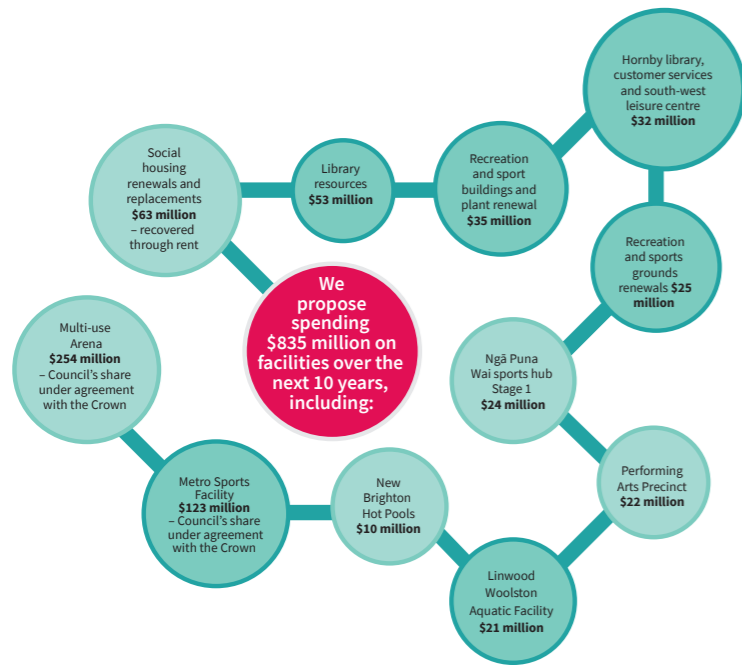 We
propose
spending
$835 million on
facilities over the
next 10 years,
including:
Social
housing
renewals and
replacements
$63 million
– recovered
through rent
Library
resources
$53 million
Recreation
and sport
buildings and
plant renewal
$35 million
Hornby library,
customer services
and south-west
leisure centre
$32 million
Recreation
and sports
grounds
renewals $25
million
Ngā Puna
Wai sports hub
Stage 1
$24 million
Performing
Arts Precinct
$22 million
Linwood
Woolston
Aquatic Facility
$21 million
New
Brighton
Hot Pools
$10 million
Metro Sports
Facility
$123 million
– Council’s share
under agreement
with the Crown
Multi-use
Arena
$254 million
– Council’s share
under agreement
with the Crown